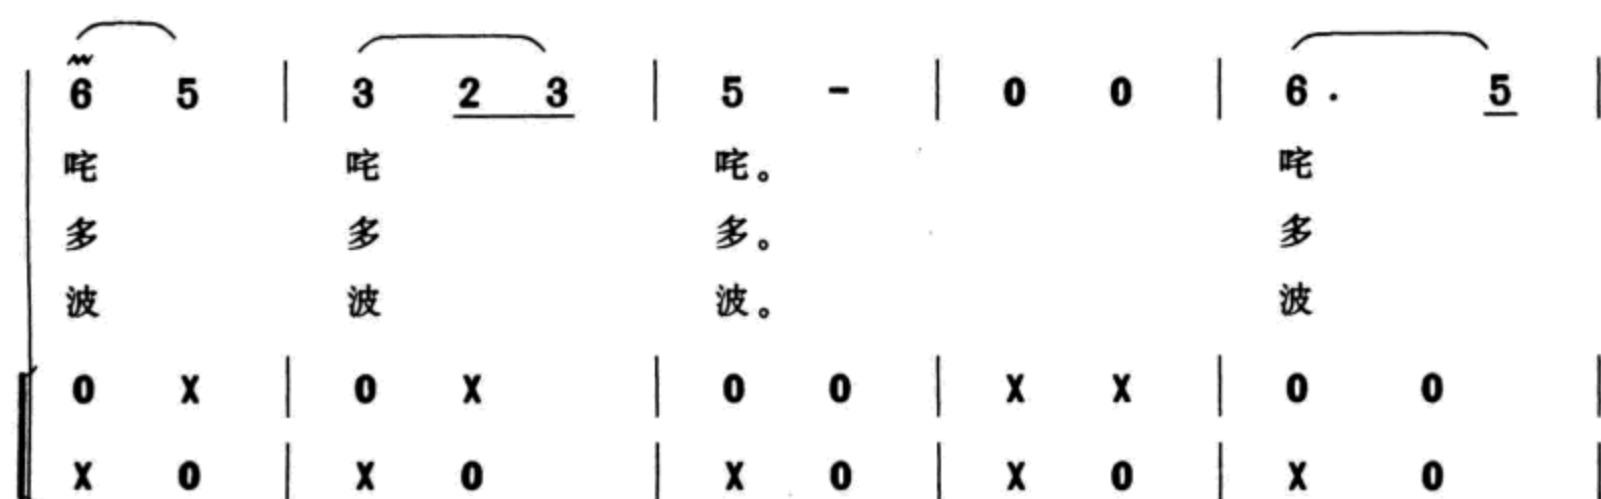 6 5 | 3 2 3 | 5 - | 0 0 | 6 . 5 |
咤 咤 咤。 咤
多 多 多。 多
波 波 波。 波
0 X | 0 X | 0 0 | X X | 0 0 |
X 0 | X 0 | X 0 | X 0 | X 0 |